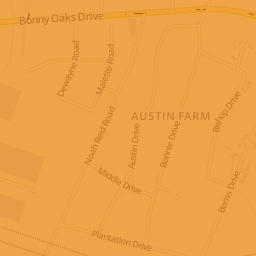 Bonny Oaks Drive
Dewayne Road
Malette Road
AUSTIN FARM
Bishop Drive
Noah Reid Road
Austin Drive
Bonnie Drive
Middle Drive
Borriss Drive
Plantation Drive